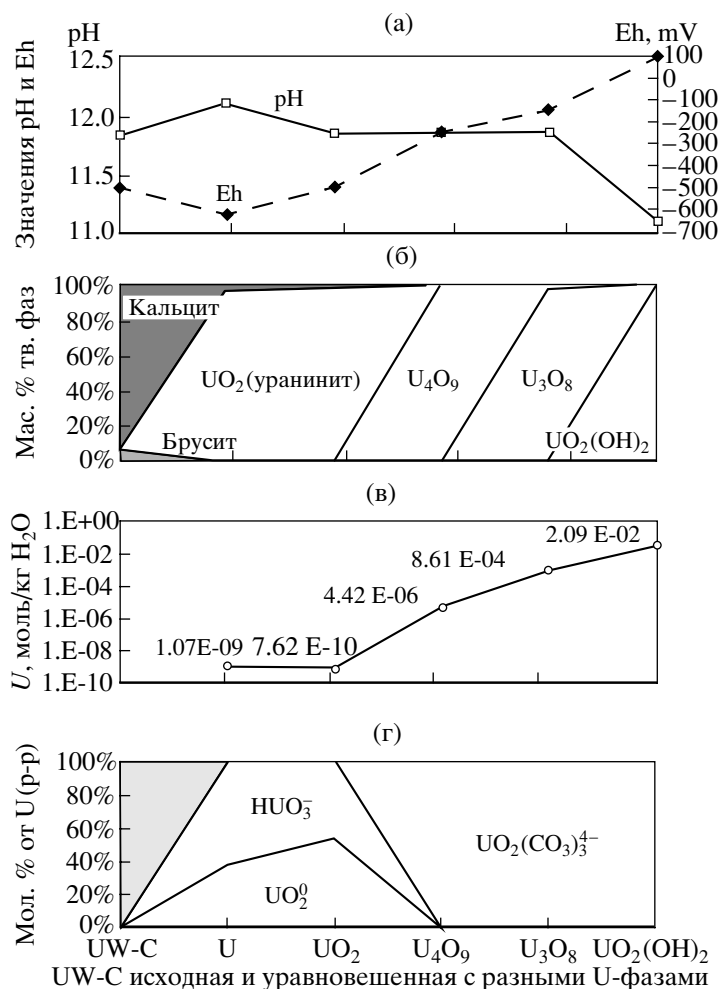 (а)
pH Eh, mV
12.5
12.0
11.5
11.0
Значения pH и Eh
pH
Eh
100
0
−100
−200
−300
−400
−500
−600
−700
(б)
100%
80%
60%
40%
20%
0%
Мас. % тв. фаз
Кальцит
UO₂(уранинит)
U₄O₉
U₃O₈
Брусит
UO₂(OH)₂
(в)
1.E+00
1.E-02
1.E-04
1.E-06
1.E-08
1.E-10
U, моль/кг H₂O
1.07E-09
7.62 E-10
4.42 E-06
8.61 E-04
2.09 E-02
(г)
100%
80%
60%
40%
20%
0%
Мол. % от U(р-р)
HUO₃⁻
UO₂⁰
UO₂(CO₃)₃⁴⁻
UW-C U UO₂ U₄O₉ U₃O₈ UO₂(OH)₂
UW-C исходная и уравновешенная с разными U-фазами